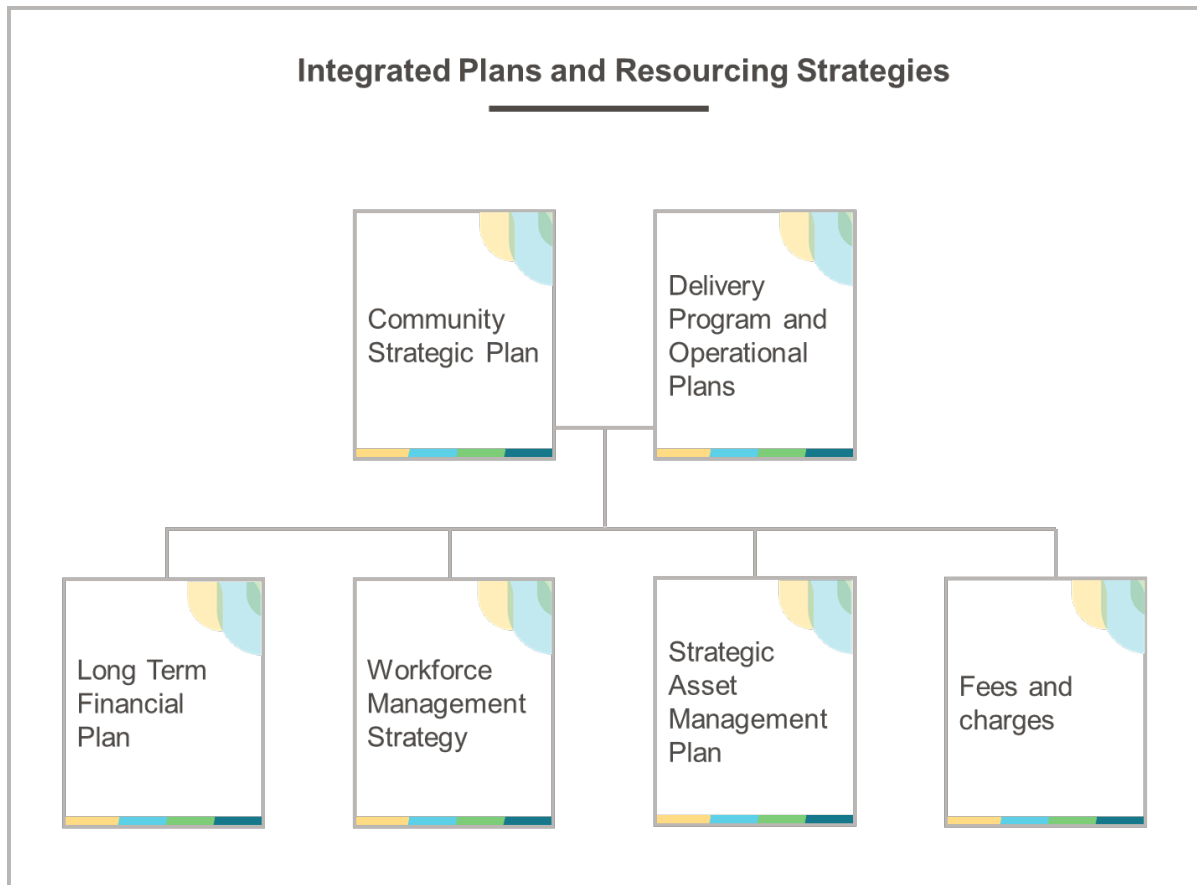 Integrated Plans and Resourcing Strategies
Community
Strategic Plan
Delivery
Program and
Operational
Plans
Long Term
Financial
Plan
Workforce
Management
Strategy
Strategic
Asset
Management
Plan
Fees and
charges